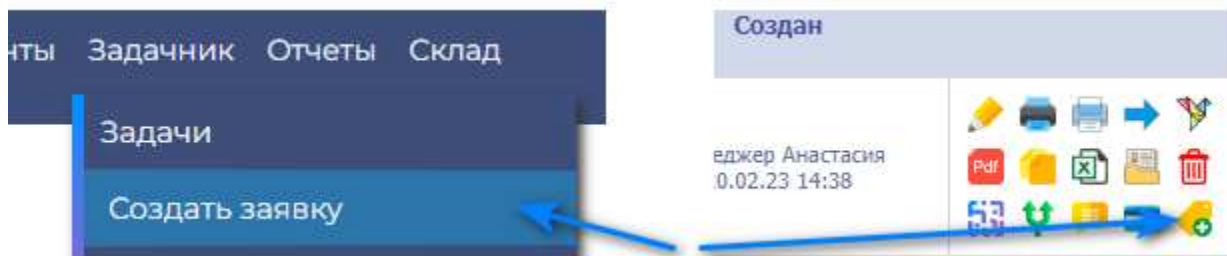 нты Задачник Отчеты Склад
Задачи
Создать заявку
Создан
еджер Анастасия
0.02.23 14:38
Pdf